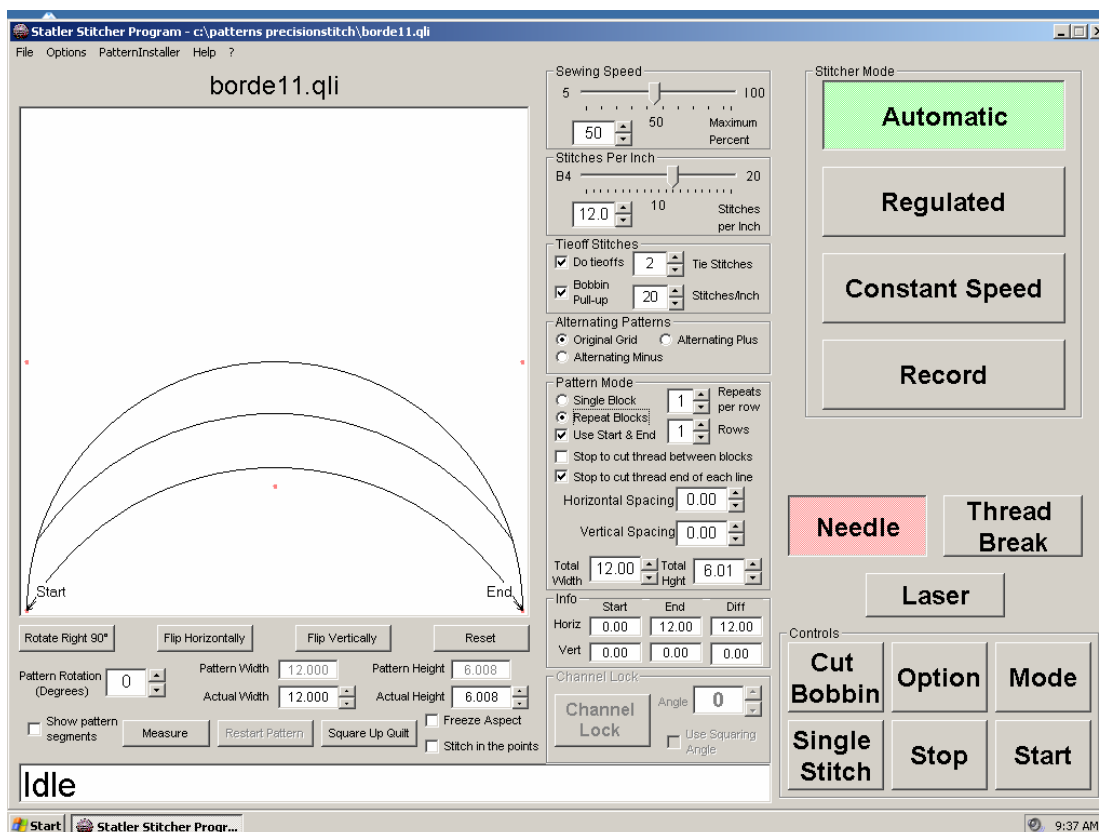 Statler Stitcher Program - c:\patterns precisionstitch\borde11.qli
File Options PatternInstaller Help ?
borde11.qli
Start
End
Rotate Right 90°
Flip Horizontally
Flip Vertically
Reset
Pattern Rotation
(Degrees)
0
Pattern Width
12.000
Pattern Height
6.008
Actual Width
12.000
Actual Height
6.008
Show pattern
segments
Measure
Restart Pattern
Square Up Quilt
Freeze Aspect
Stitch in the points
Idle
Sewing Speed
5
100
50
50
Maximum
Percent
Stitches Per Inch
B4
20
12.0
10
Stitches
per Inch
Tieoff Stitches
Do tieoffs
2
Tie Stitches
Bobbin
Pull-up
20
Stitches/Inch
Alternating Patterns
Original Grid
Alternating Plus
Alternating Minus
Pattern Mode
Single Block
1
Repeats
per row
Repeat Blocks
Use Start & End
1
Rows
Stop to cut thread between blocks
Stop to cut thread end of each line
Horizontal Spacing
0.00
Vertical Spacing
0.00
Total
Width
12.00
Total
Hght
6.01
Info
Start End Diff
Horiz 0.00 12.00 12.00
Vert 0.00 0.00 0.00
Channel Lock
Channel
Lock
Angle
0
Use Squaring
Angle
Stitcher Mode
Automatic
Regulated
Constant Speed
Record
Needle
Thread
Break
Laser
Controls
Cut
Bobbin
Option
Mode
Single
Stitch
Stop
Start
Start
Statler Stitcher Progr...
9:37 AM